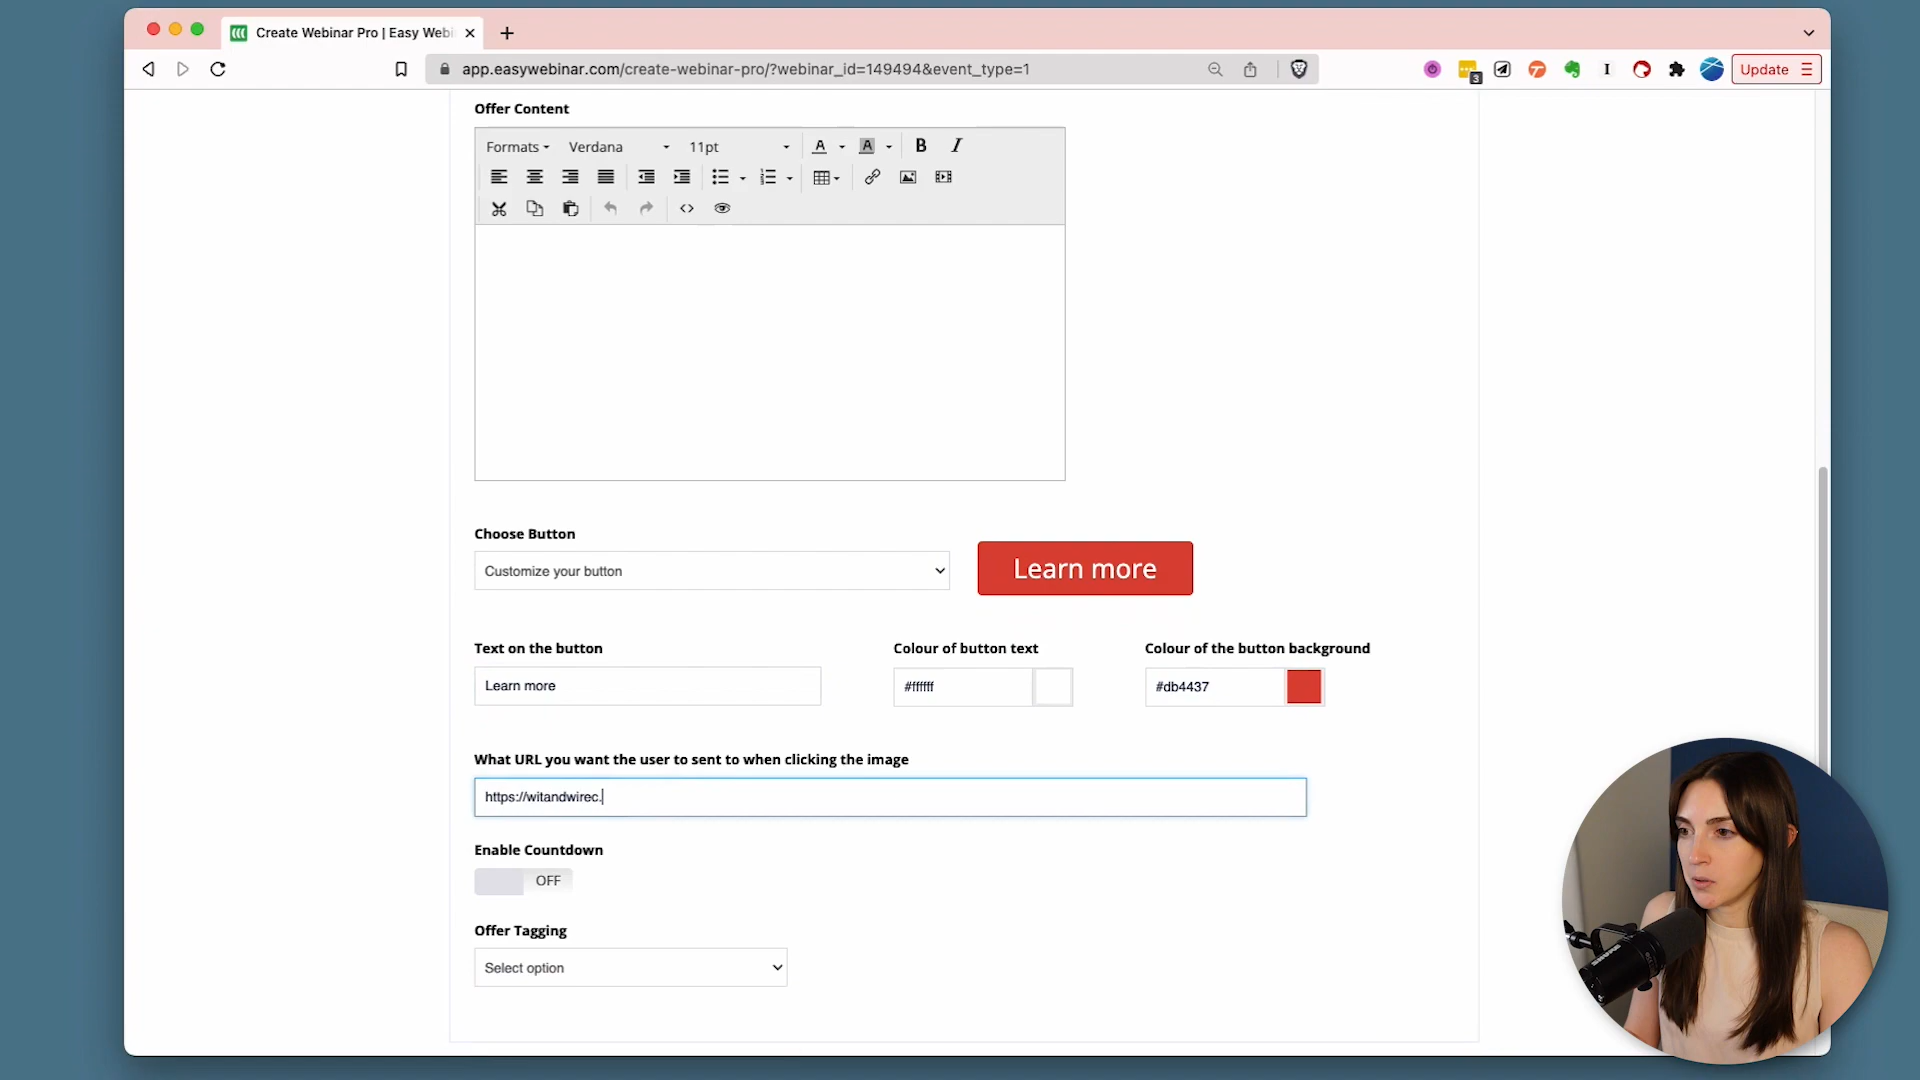 Create Webinar Pro | Easy Webi
app.easywebinar.com/create-webinar-pro/?webinar_id=149494&event_type=1
3
Update
Offer Content
Formats
Verdana
11pt
A
A
B
I
Choose Button
Customize your button
Learn more
Text on the button
Colour of button text
Colour of the button background
Learn more
#ffffff
#db4437
What URL you want the user to sent to when clicking the image
https://witandwirec.
Enable Countdown
OFF
Offer Tagging
Select option